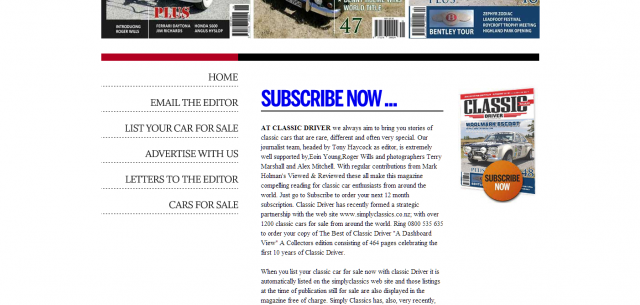 PLUS
INTRODUCING
ROGER WILLS
FERRARI DAYTONA
JIM RICHARDS
HONDA S600
ANGUS HYSLOP
WORLD TITLE
47
BENTLEY TOUR
ZEPHYR ZODIAC
LEADFOOT FESTIVAL
ROYCROFT TROPHY MEETING
HIGHLAND PARK OPENING
HOME
EMAIL THE EDITOR
LIST YOUR CAR FOR SALE
ADVERTISE WITH US
LETTERS TO THE EDITOR
CARS FOR SALE
SUBSCRIBE NOW ...
AT CLASSIC DRIVER we always aim to bring you stories of
classic cars that are rare, different and often very special. Our
journalist team, headed by Tony Haycock as editor, is extremely
well supported by,Eoin Young,Roger Wills and photographers Terry
Marshall and Alex Mitchell. With regular contributions from Mark
Holman's Viewed & Reviewed these all make this magazine
compelling reading for classic car enthusiasts from around the
world. Just go to Subscribe to order your next 12 month
subscription. Classic Driver has recently formed a strategic
partnership with the web site www.simplyclassics.co.nz, with over
1200 classic cars for sale from around the world. Ring 0800 535 635
to order your copy of The Best of Classic Driver "A Dashboard
View" A Collectors edition consisting of 464 pages celebrating the
first 10 years of Classic Driver.
When you list your classic car for sale now with classic Driver it is
automatically listed on the simplyclassics web site and those listings
at the time of publication still for sale are also displayed in the
magazine free of charge. Simply Classics has, also, very recently,
CLASSIC
DRIVER
WOOLMARK ESCORT
48
SUBSCRIBE
NOW